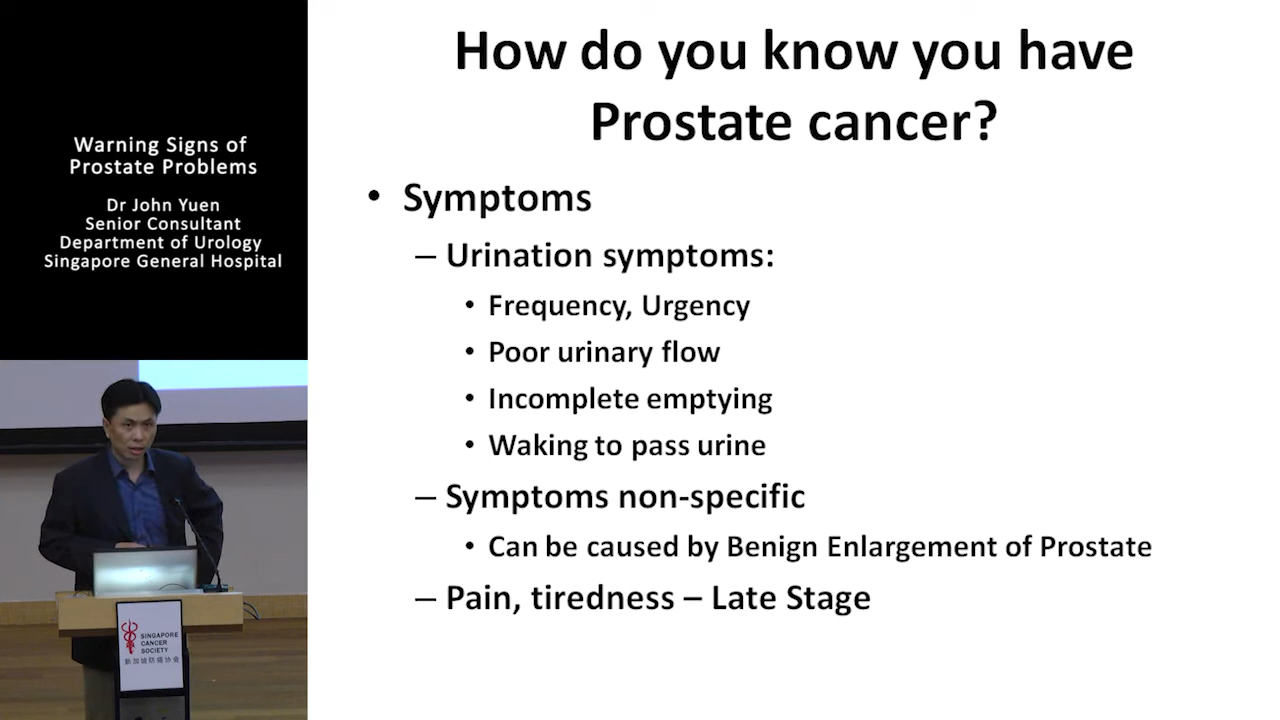 Warning Signs of
Prostate Problems
Dr John Yuen
Senior Consultant
Department of Urology
Singapore General Hospital
SINGAPORE
CANCER
SOCIETY
新加坡防癌协会
How do you know you have
Prostate cancer?
• Symptoms
– Urination symptoms:
• Frequency, Urgency
• Poor urinary flow
• Incomplete emptying
• Waking to pass urine
– Symptoms non-specific
• Can be caused by Benign Enlargement of Prostate
– Pain, tiredness – Late Stage